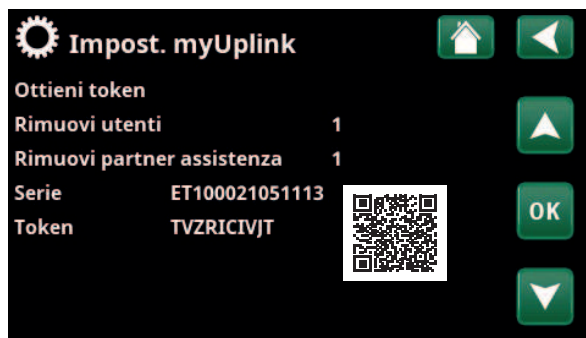 Impost. myUplink
Ottieni token
Rimuovi utenti 1
Rimuovi partner assistenza 1
Serie ET100021051113
OK
Token TVZRICIVJT